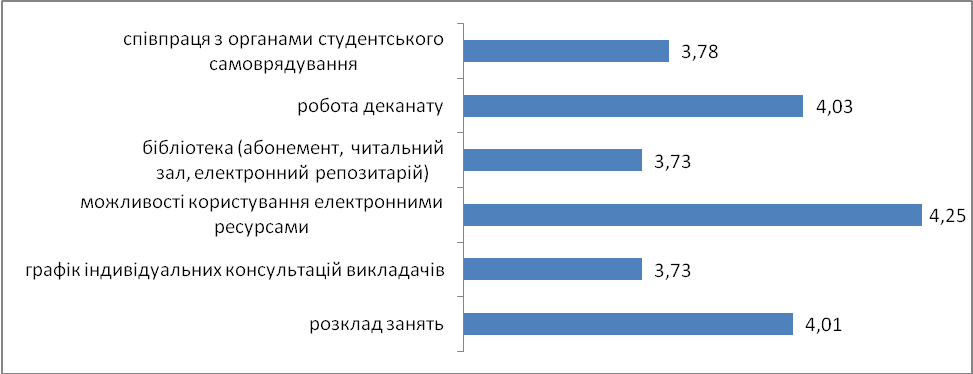 співпраця з органами студентського
самоврядування
3,78
робота деканату
4,03
бібліотека (абонемент, читальний
зал, електронний репозитарій)
3,73
можливості користування електронними
ресурсами
4,25
графік індивідуальних консультацій викладачів
3,73
розклад занять
4,01